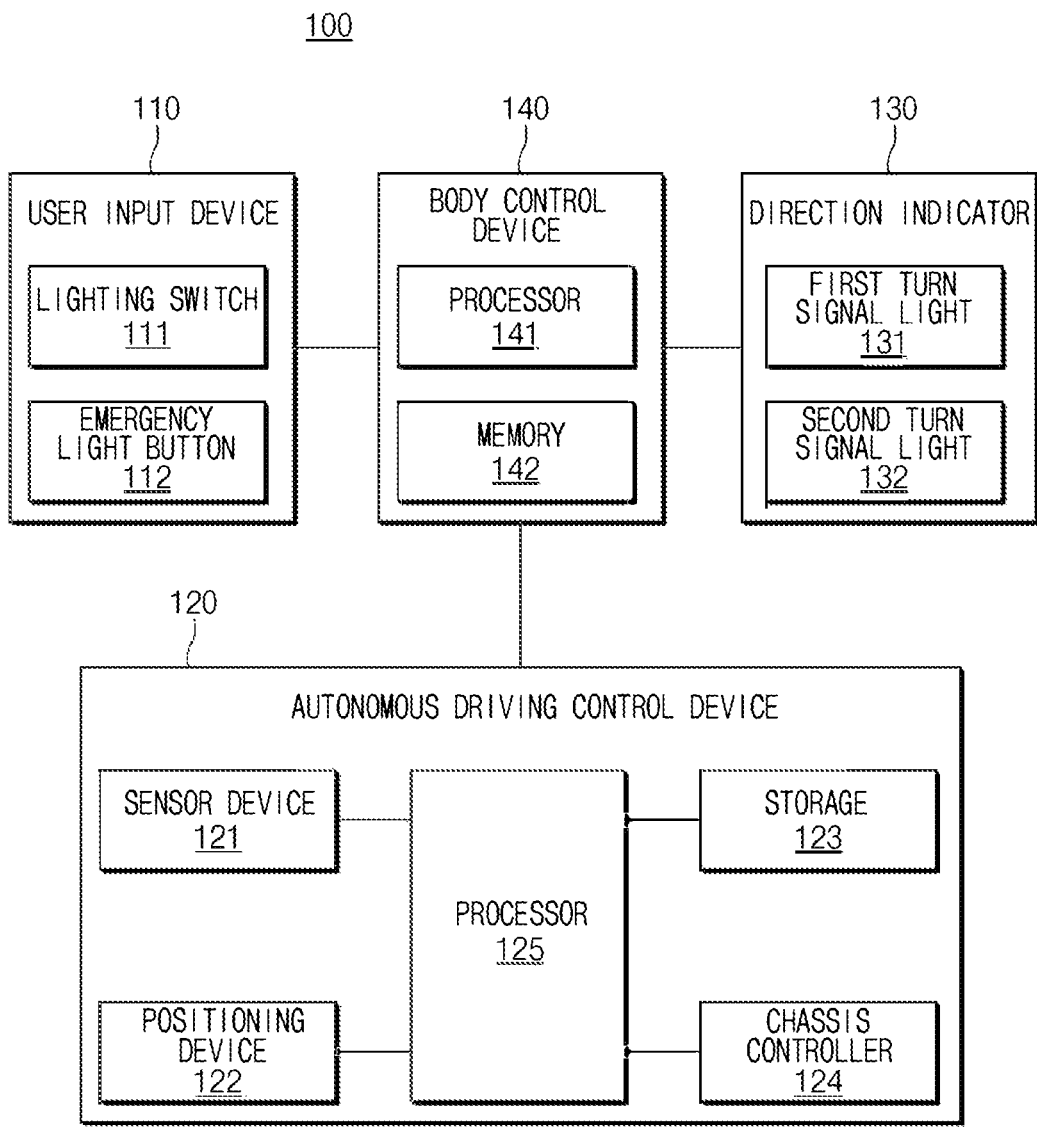 100
110
140
130
USER INPUT DEVICE
LIGHTING SWITCH
111
EMERGENCY
LIGHT BUTTON
112
BODY CONTROL
DEVICE
PROCESSOR
141
MEMORY
142
DIRECTION INDICATOR
FIRST TURN
SIGNAL LIGHT
131
SECOND TURN
SIGNAL LIGHT
132
120
AUTONOMOUS DRIVING CONTROL DEVICE
SENSOR DEVICE
121
POSITIONING
DEVICE
122
PROCESSOR
125
STORAGE
123
CHASSIS
CONTROLLER
124